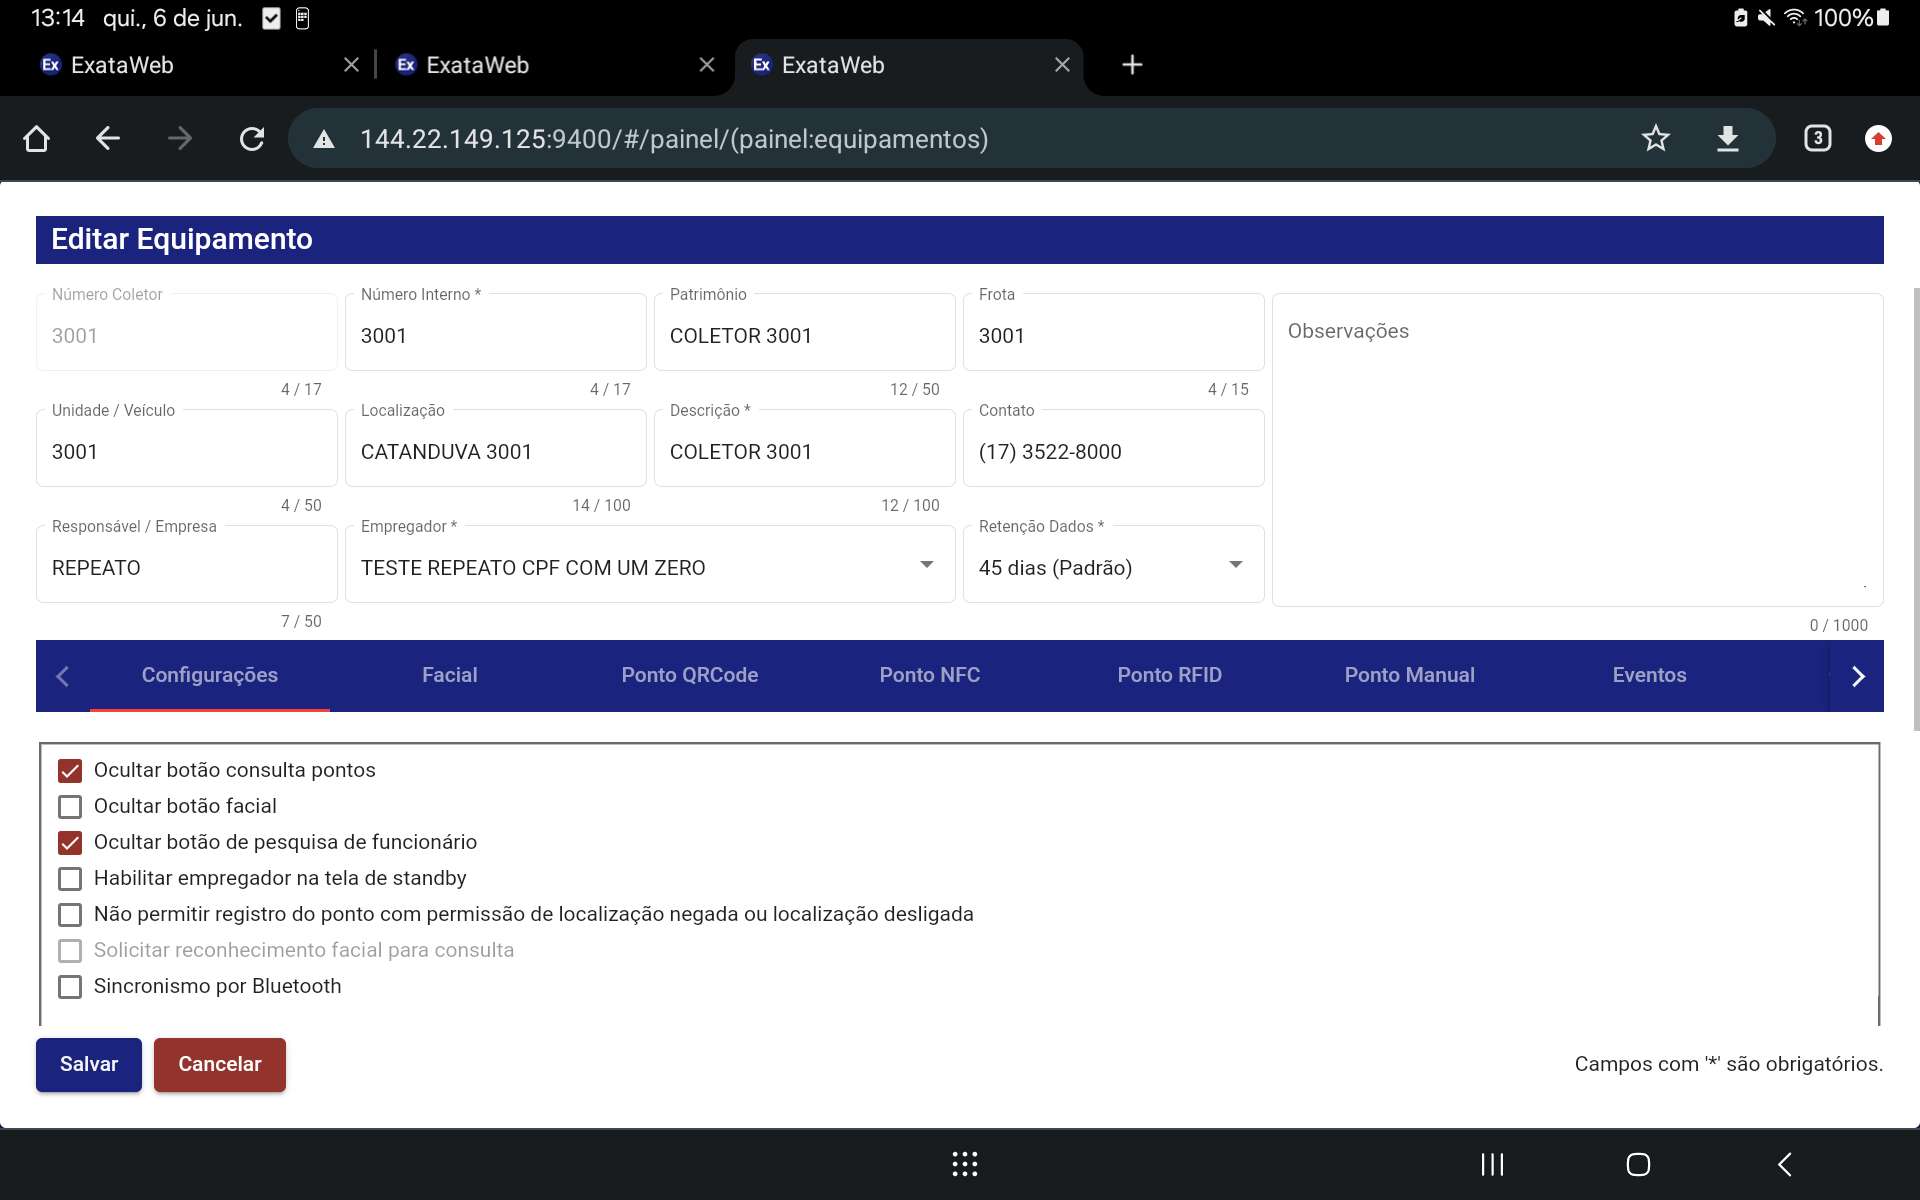 13:14 qui., 6 de jun. 100%
Ex ExataWeb Ex ExataWeb Ex ExataWeb
144.22.149.125:9400/#/painel/(painel:equipamentos) 3
Editar Equipamento
Número Coletor Número Interno * Patrimônio Frota
3001 3001 COLETOR 3001 3001 Observações
4 / 17 4 / 17 12 / 50 4 / 15
Unidade / Veículo Localização Descrição * Contato
3001 CATANDUVA 3001 COLETOR 3001 (17) 3522-8000
4 / 50 14 / 100 12 / 100
Responsável / Empresa Empregador * Retenção Dados *
REPEATO TESTE REPEATO CPF COM UM ZERO 45 dias (Padrão)
7 / 50 0 / 1000
Configurações Facial Ponto QRCode Ponto NFC Ponto RFID Ponto Manual Eventos
Ocultar botão consulta pontos
Ocultar botão facial
Ocultar botão de pesquisa de funcionário
Habilitar empregador na tela de standby
Não permitir registro do ponto com permissão de localização negada ou localização desligada
Solicitar reconhecimento facial para consulta
Sincronismo por Bluetooth
Salvar Cancelar Campos com '*' são obrigatórios.